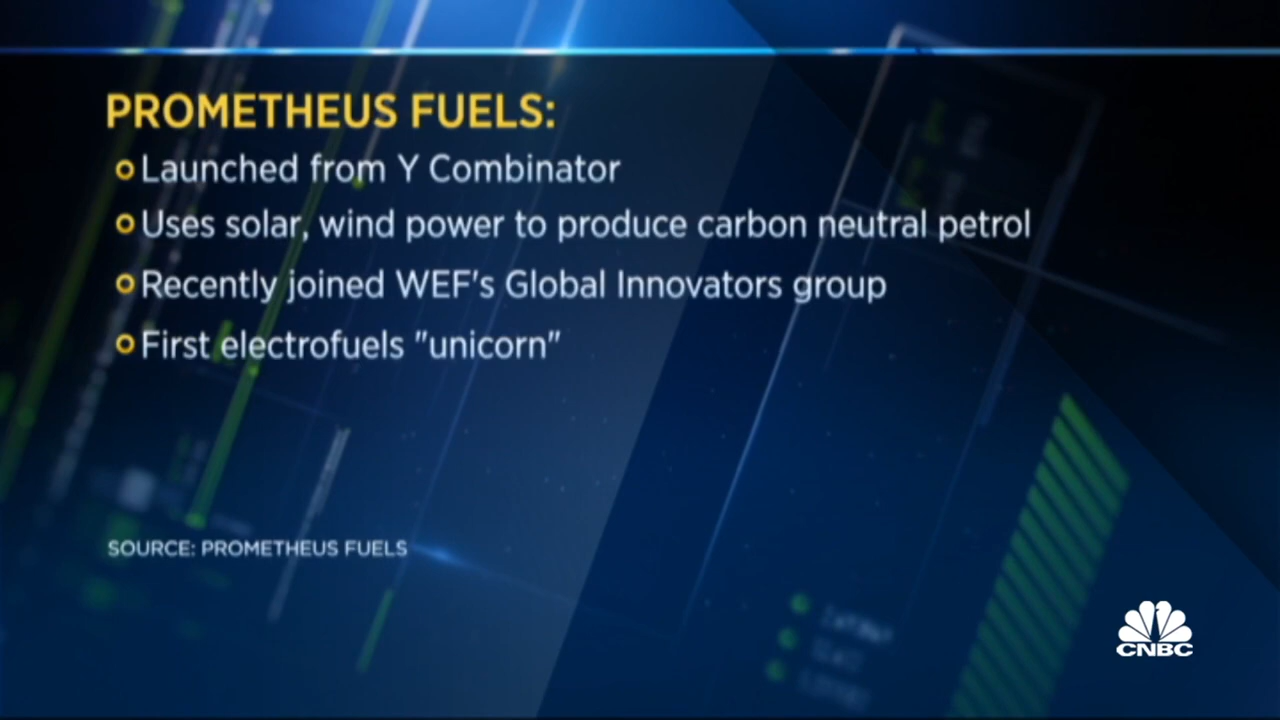 PROMETHEUS FUELS:
Launched from Y Combinator
Uses solar, wind power to produce carbon neutral petrol
Recently joined WEF's Global Innovators group
First electrofuels "unicorn"
SOURCE: PROMETHEUS FUELS
CNBC